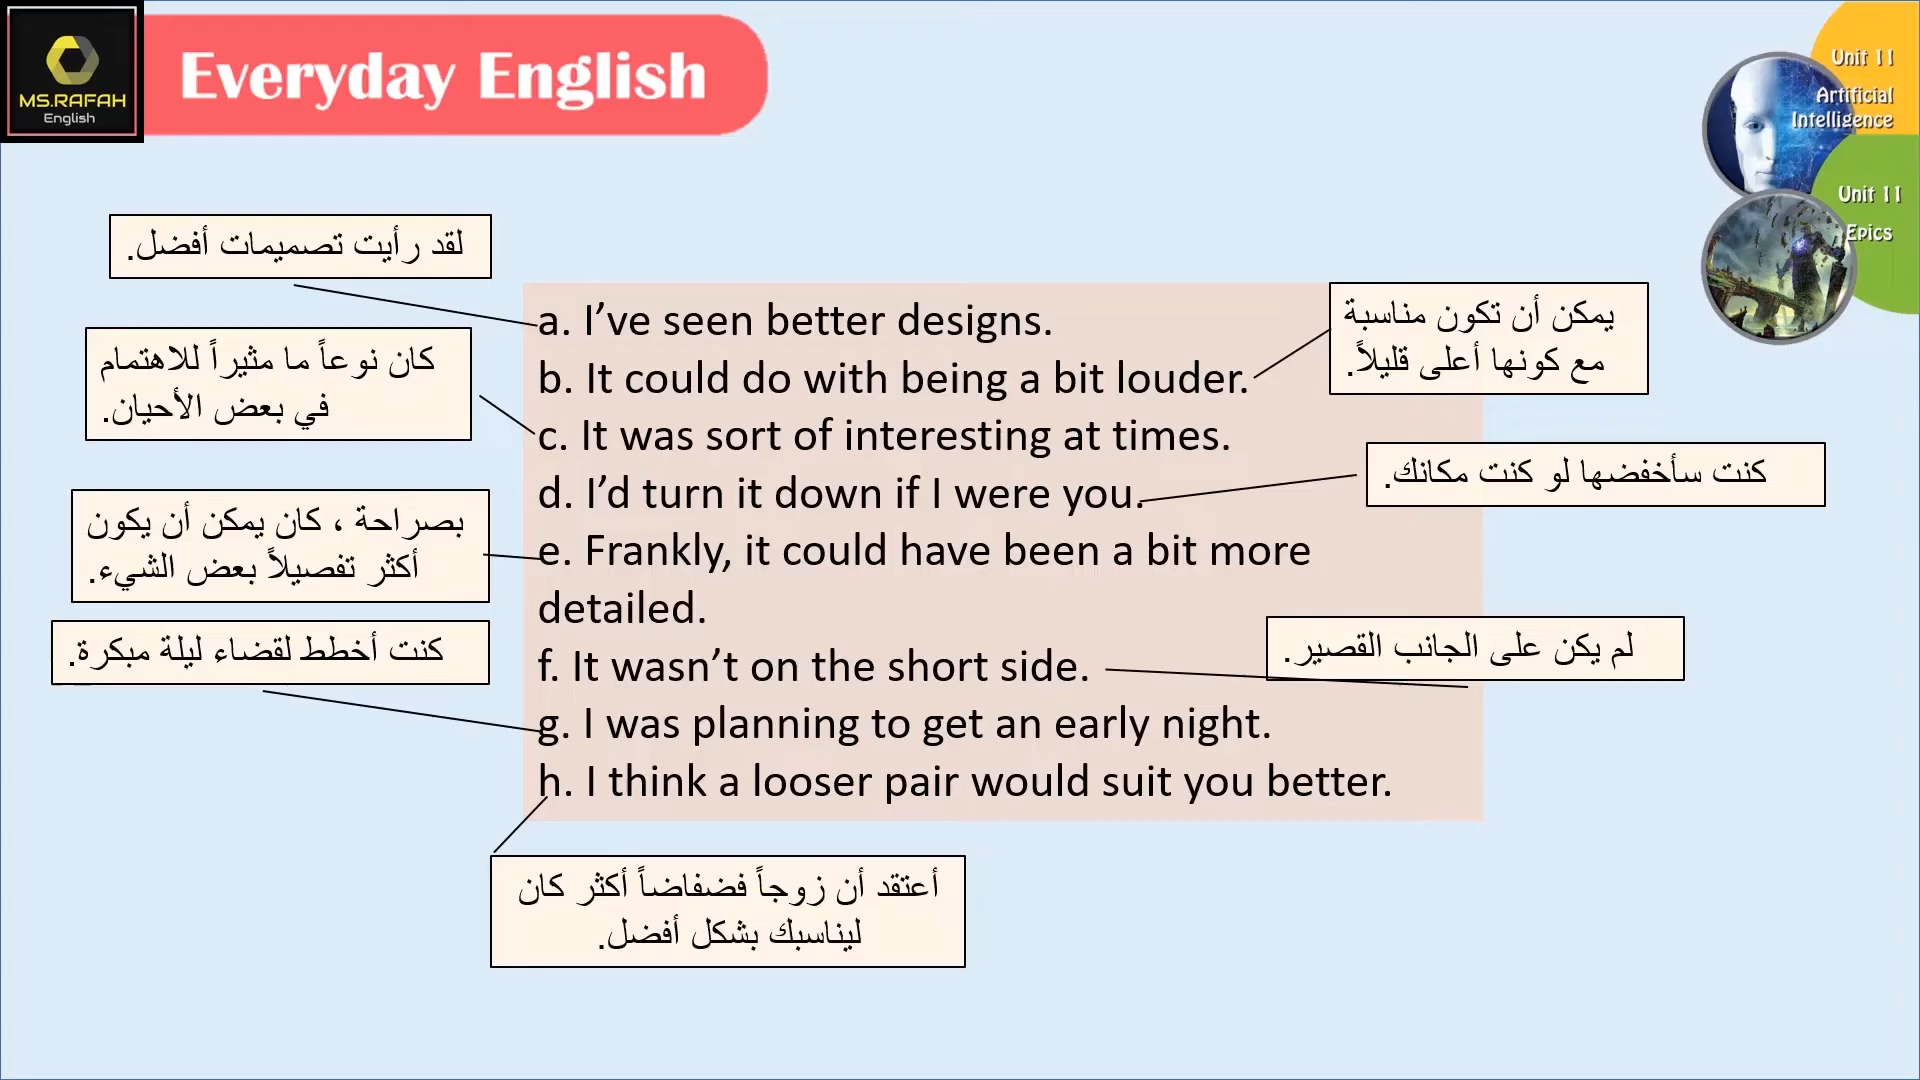 MS.RAFAH
English
Everyday English
Unit 11
Artificial
Intelligence
Unit 11
Epics
لقد رأيت تصميمات أفضل.
كان نوعاً ما مثيراً للاهتمام
في بعض الأحيان.
بصراحة ، كان يمكن أن يكون
أكثر تفصيلاً بعض الشيء.
كنت أخطط لقضاء ليلة مبكرة.
a. I’ve seen better designs.
b. It could do with being a bit louder.
c. It was sort of interesting at times.
d. I’d turn it down if I were you.
e. Frankly, it could have been a bit more
detailed.
f. It wasn’t on the short side.
g. I was planning to get an early night.
h. I think a looser pair would suit you better.
يمكن أن تكون مناسبة
مع كونها أعلى قليلاً.
كنت سأخفضها لو كنت مكانك.
لم يكن على الجانب القصير.
أعتقد أن زوجاً فضفاضاً أكثر كان
ليناسبك بشكل أفضل.